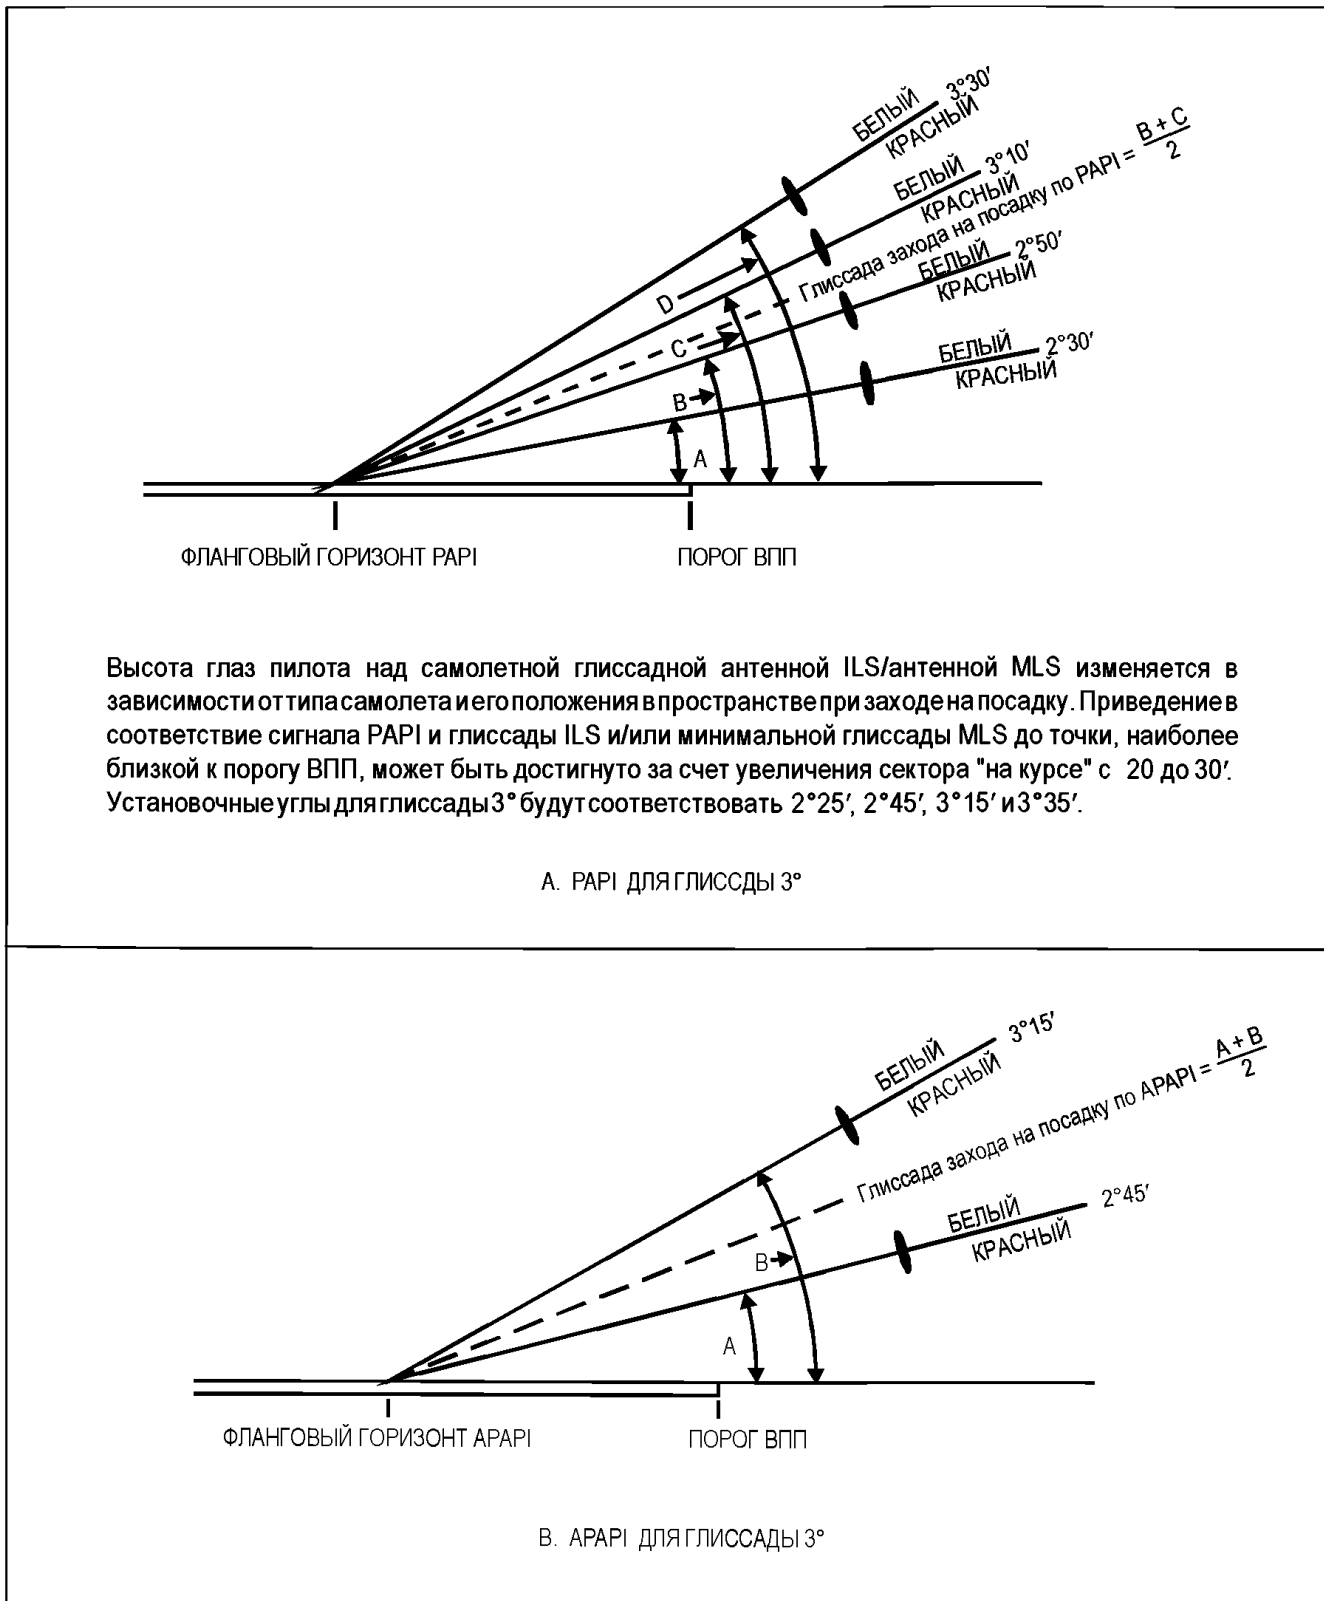 БЕЛЫЙ 3°30′
КРАСНЫЙ
БЕЛЫЙ 3°10′
КРАСНЫЙ
Глиссада захода на посадку по PAPI = B + C
2
БЕЛЫЙ 2°50′
КРАСНЫЙ
БЕЛЫЙ 2°30′
КРАСНЫЙ
D
C
B
A
ФЛАНГОВЫЙ ГОРИЗОНТ PAPI
ПОРОГ ВПП
Высота глаз пилота над самолетной глиссадной антенной ILS/антенной MLS изменяется в
зависимости от типа самолета и его положения в пространстве при заходе на посадку. Приведение в
соответствие сигнала PAPI и глиссады ILS и/или минимальной глиссады MLS до точки, наиболее
близкой к порогу ВПП, может быть достигнуто за счет увеличения сектора "на курсе" с 20 до 30′.
Установочные углы для глиссады 3° будут соответствовать 2°25′, 2°45′, 3°15′ и 3°35′.
A. PAPI ДЛЯ ГЛИССДЫ 3°
БЕЛЫЙ 3°15′
КРАСНЫЙ
Глиссада захода на посадку по APAPI = A + B
2
БЕЛЫЙ 2°45′
КРАСНЫЙ
B
A
ФЛАНГОВЫЙ ГОРИЗОНТ APAPI
ПОРОГ ВПП
B. APAPI ДЛЯ ГЛИССАДЫ 3°